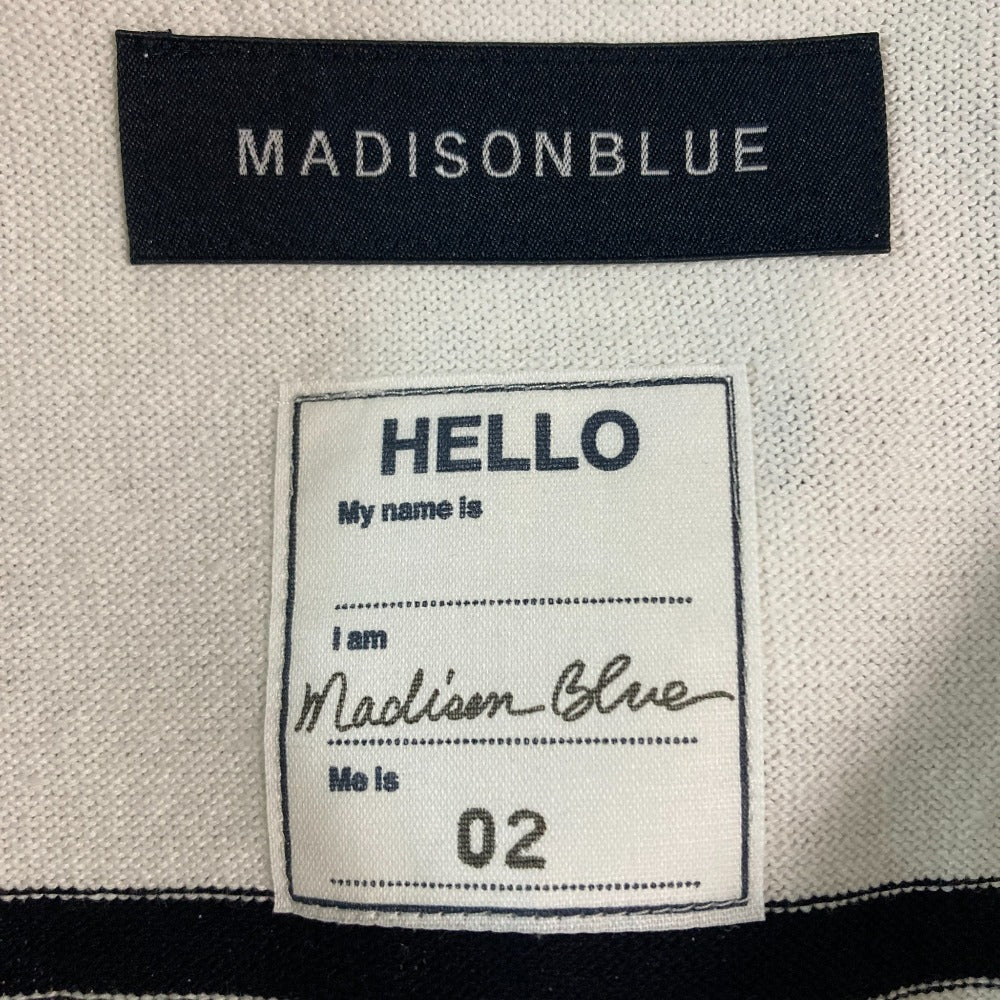 MADISONBLUE
HELLO
My name is
I am
Madison Blue
Me is
02